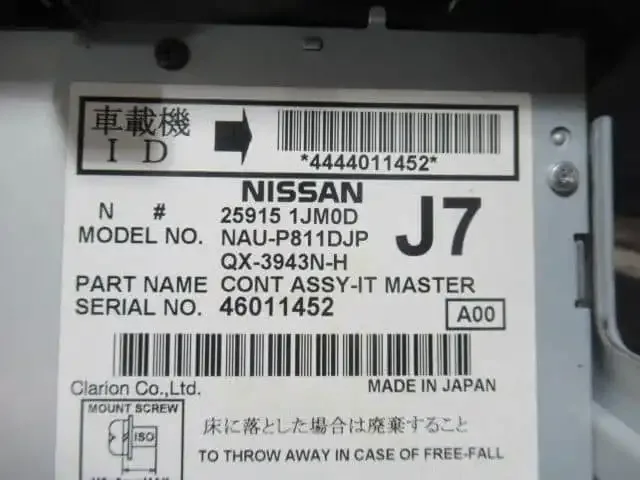 車載機
ID
*4444011452*
NISSAN
N # 25915 1JM0D
J7
MODEL NO. NAU-P811DJP
QX-3943N-H
PART NAME CONT ASSY-IT MASTER
SERIAL NO. 46011452
A00
Clarion Co.,Ltd.
MADE IN JAPAN
MOUNT SCREW
ISO
床に落とした場合は廃棄すること
TO THROW AWAY IN CASE OF FREE-FALL